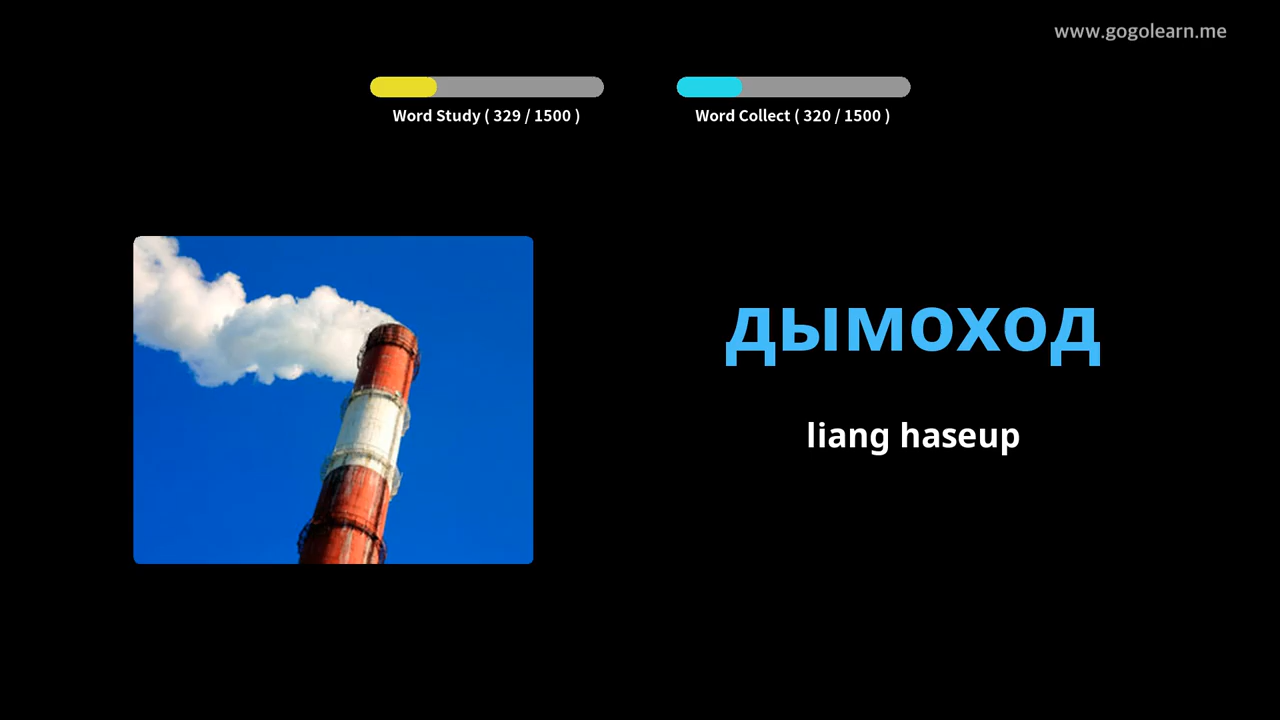 www.gogolearn.me
Word Study ( 329 / 1500 )
Word Collect ( 320 / 1500 )
дымоход
liang haseup